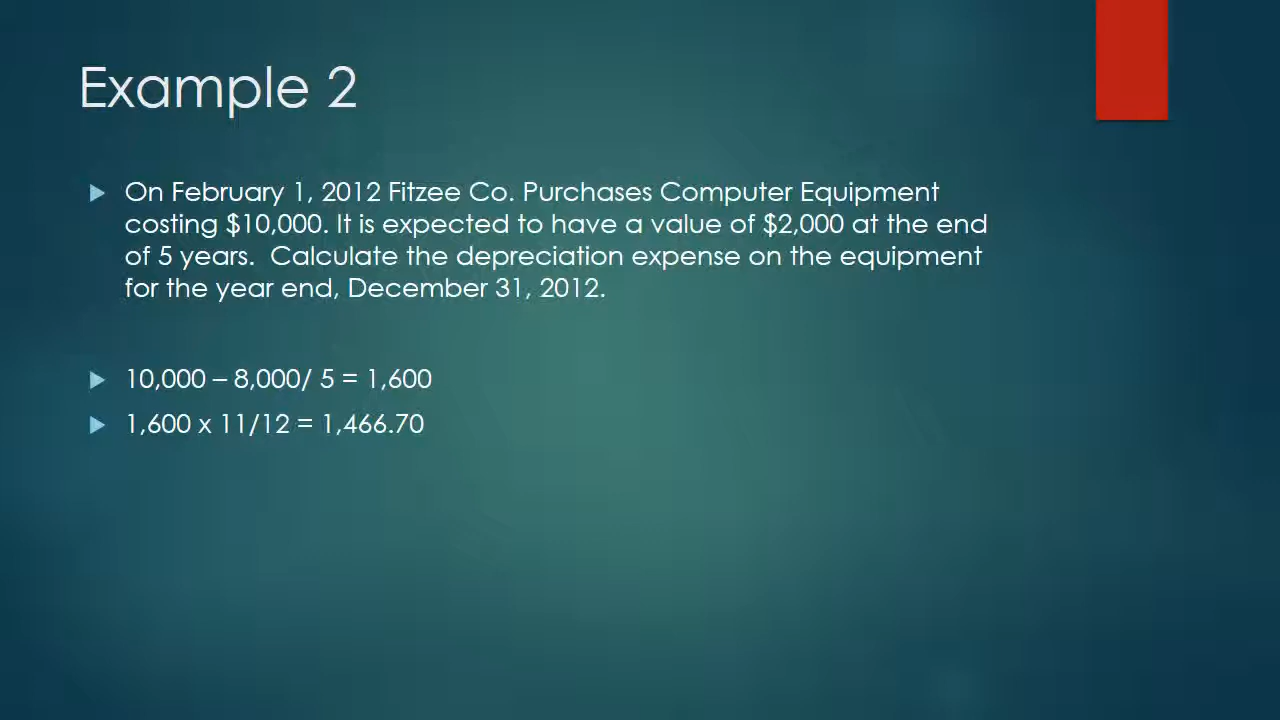 Example 2
On February 1, 2012 Fitzee Co. Purchases Computer Equipment
costing $10,000. It is expected to have a value of $2,000 at the end
of 5 years.  Calculate the depreciation expense on the equipment
for the year end, December 31, 2012.
10,000 – 8,000/ 5 = 1,600
1,600 x 11/12 = 1,466.70